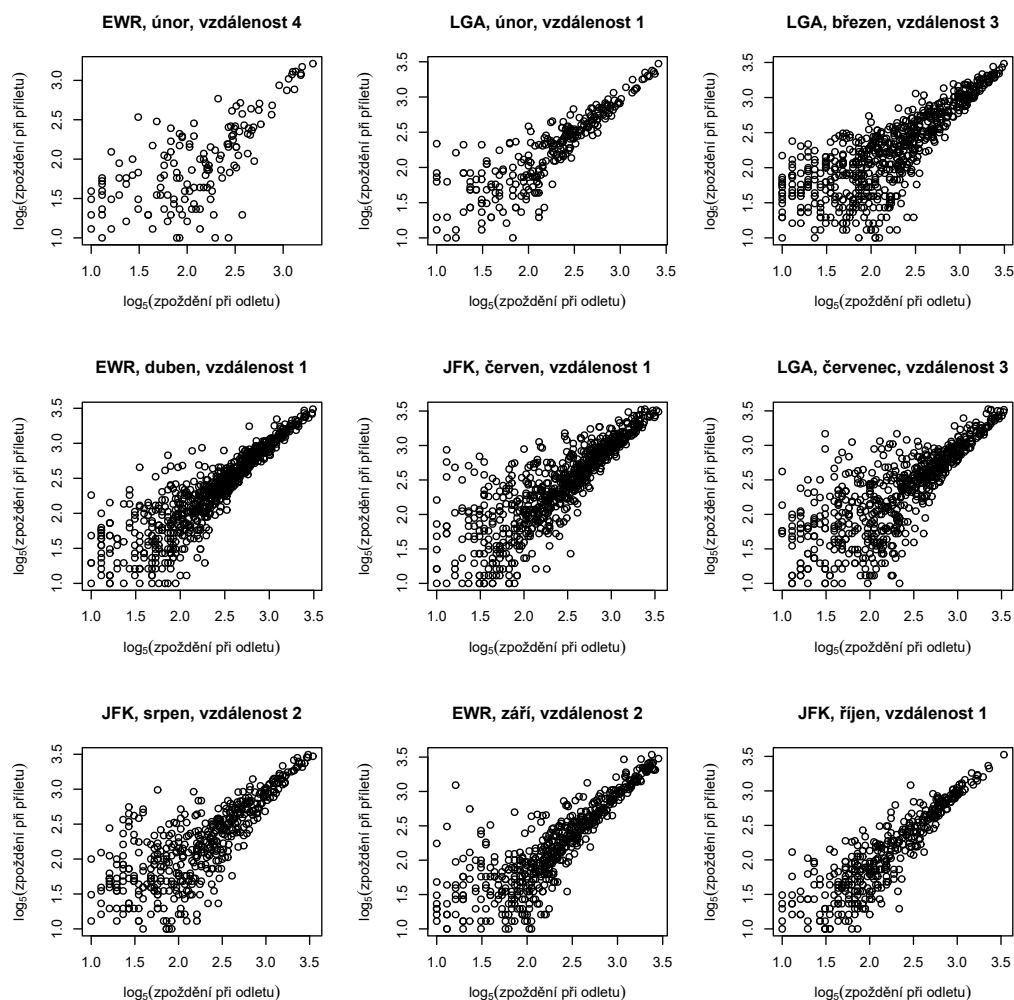 EWR, únor, vzdálenost 4
log₅(zpoždění při příletu)
1.0 1.5 2.0 2.5 3.0
1.0 1.5 2.0 2.5 3.0
log₅(zpoždění při odletu)
LGA, únor, vzdálenost 1
log₅(zpoždění při příletu)
1.0 1.5 2.0 2.5 3.0 3.5
1.0 1.5 2.0 2.5 3.0 3.5
log₅(zpoždění při odletu)
LGA, březen, vzdálenost 3
log₅(zpoždění při příletu)
1.0 1.5 2.0 2.5 3.0 3.5
1.0 1.5 2.0 2.5 3.0 3.5
log₅(zpoždění při odletu)
EWR, duben, vzdálenost 1
log₅(zpoždění při příletu)
1.0 1.5 2.0 2.5 3.0 3.5
1.0 1.5 2.0 2.5 3.0 3.5
log₅(zpoždění při odletu)
JFK, červen, vzdálenost 1
log₅(zpoždění při příletu)
1.0 1.5 2.0 2.5 3.0 3.5
1.0 1.5 2.0 2.5 3.0 3.5
log₅(zpoždění při odletu)
LGA, červenec, vzdálenost 3
log₅(zpoždění při příletu)
1.0 1.5 2.0 2.5 3.0 3.5
1.0 1.5 2.0 2.5 3.0 3.5
log₅(zpoždění při odletu)
JFK, srpen, vzdálenost 2
log₅(zpoždění při příletu)
1.0 1.5 2.0 2.5 3.0 3.5
1.0 1.5 2.0 2.5 3.0 3.5
log₅(zpoždění při odletu)
EWR, září, vzdálenost 2
log₅(zpoždění při příletu)
1.0 1.5 2.0 2.5 3.0 3.5
1.0 1.5 2.0 2.5 3.0 3.5
log₅(zpoždění při odletu)
JFK, říjen, vzdálenost 1
log₅(zpoždění při příletu)
1.0 1.5 2.0 2.5 3.0 3.5
1.0 1.5 2.0 2.5 3.0 3.5
log₅(zpoždění při odletu)